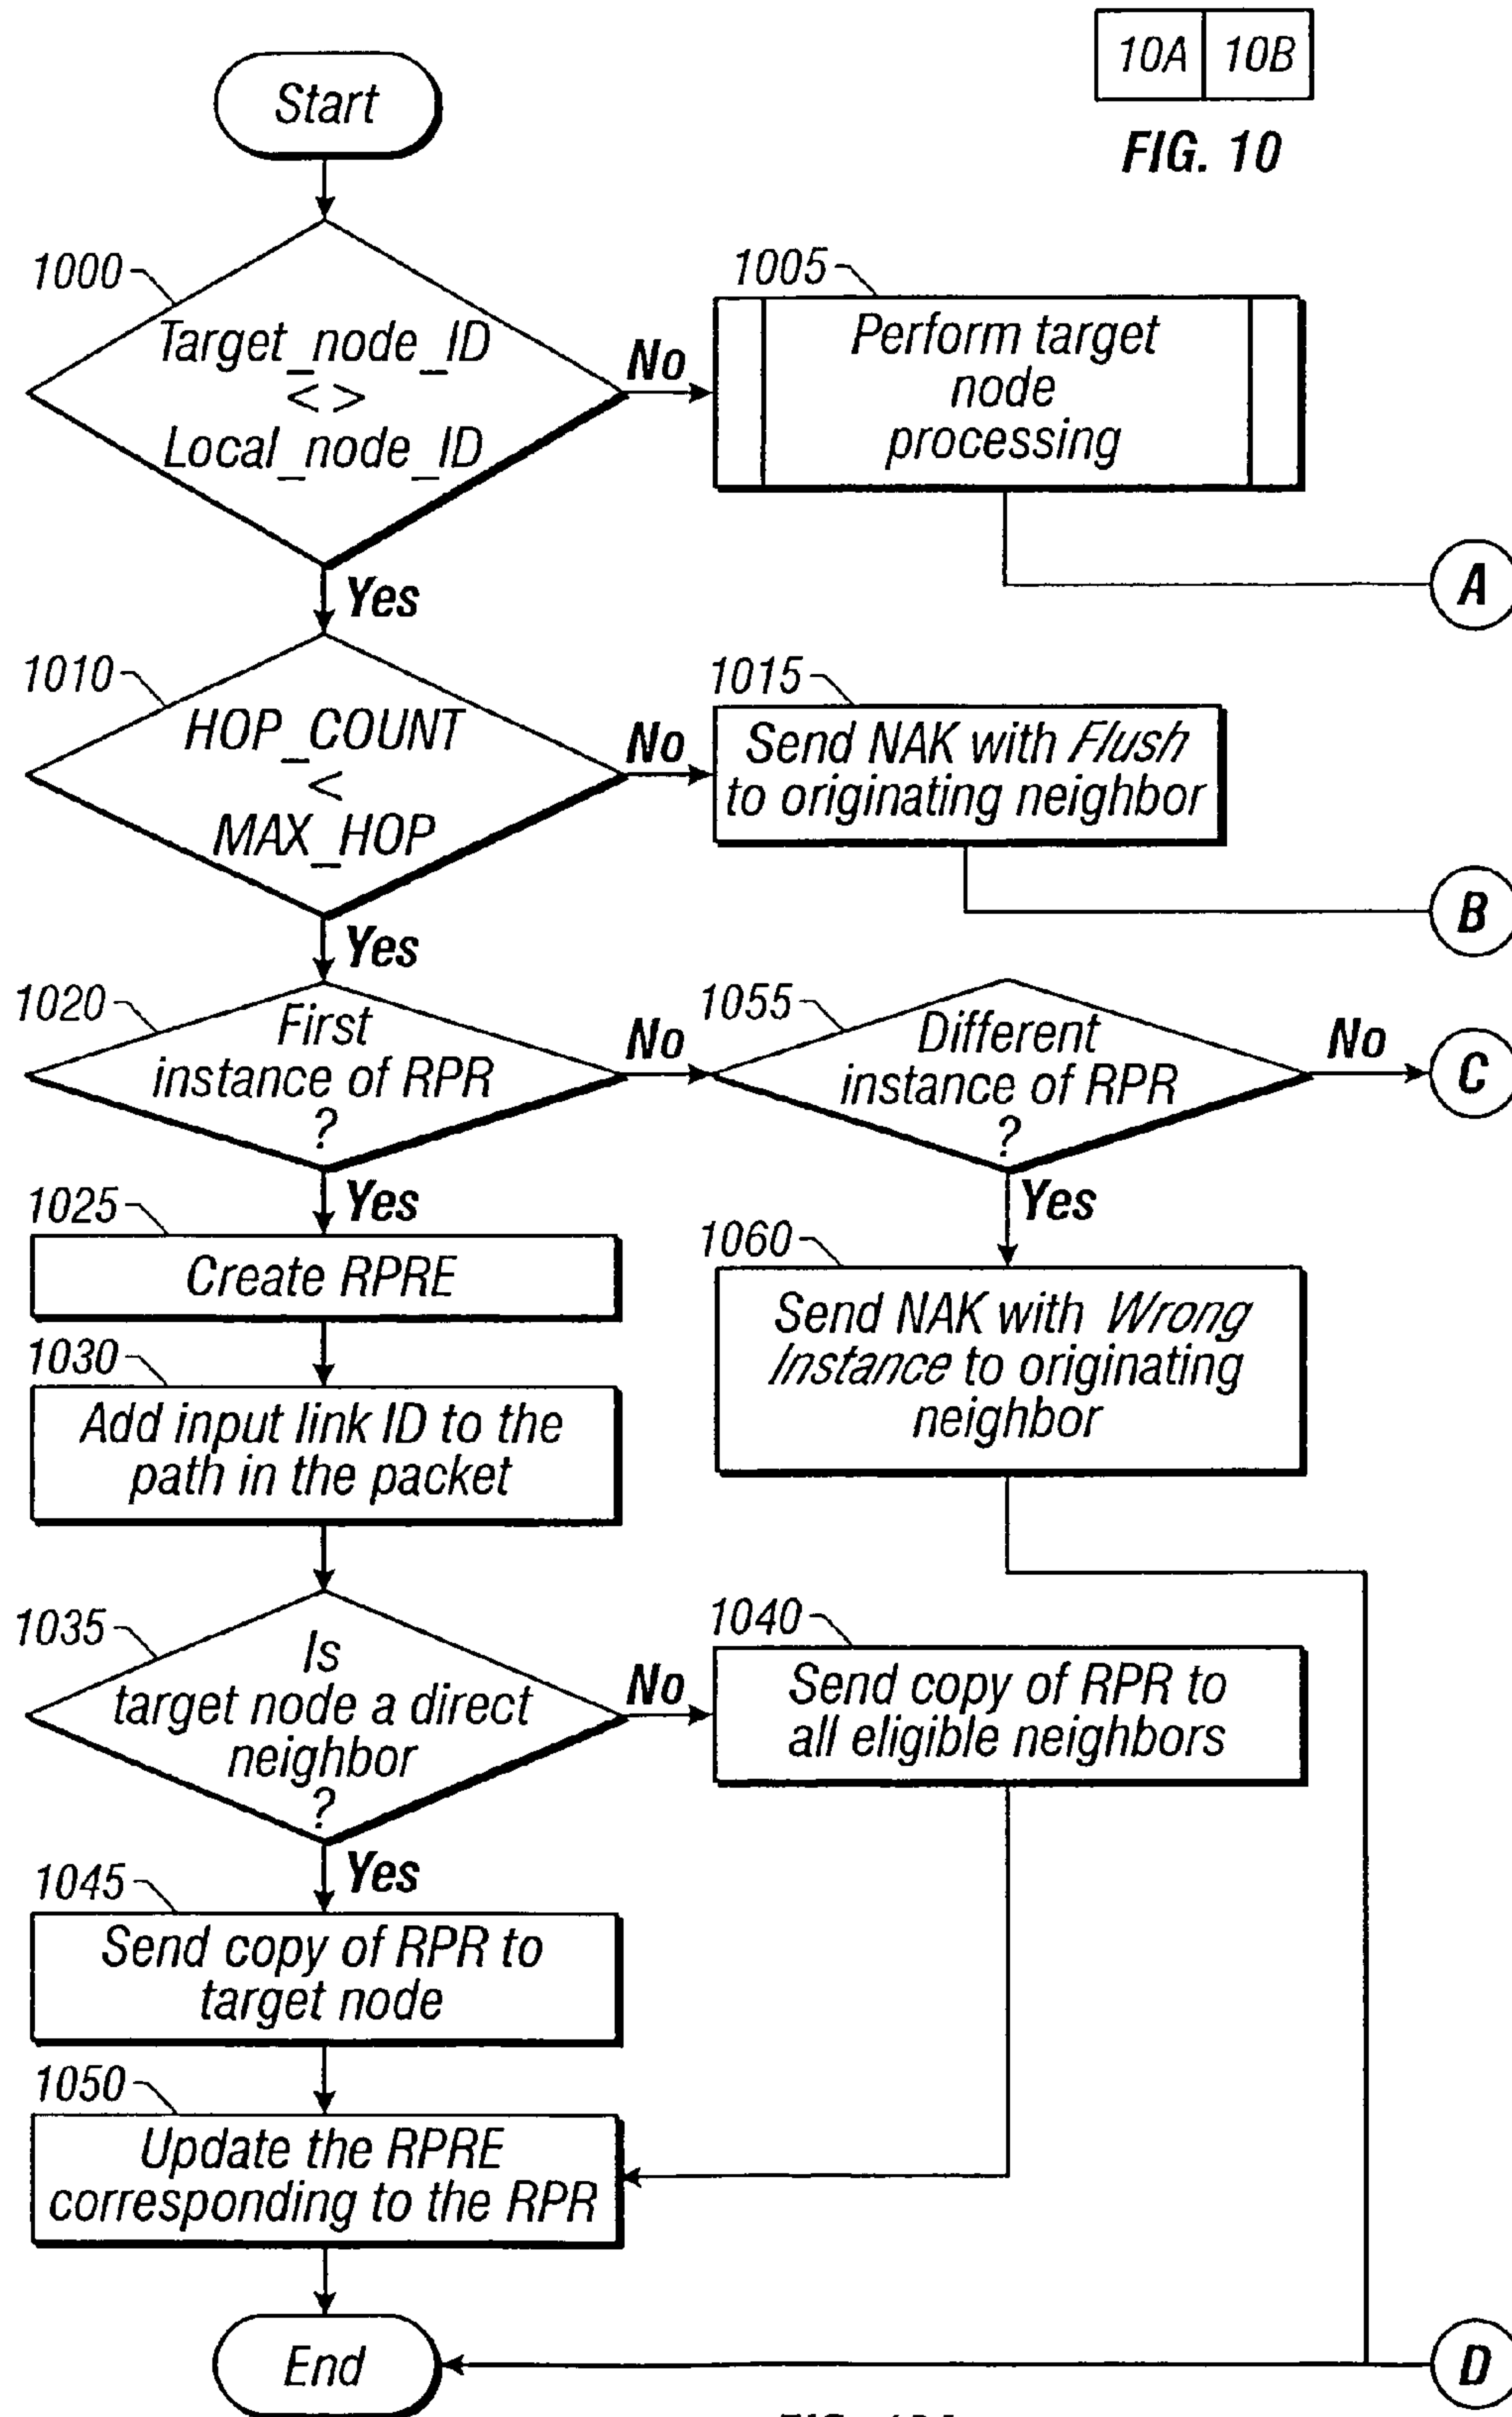 10A 10B
FIG. 10
Start
1000
Target_node_ID
<>
Local_node_ID
No
1005
Perform target
node
processing
A
Yes
1010
HOP_COUNT
<
MAX_HOP
No
1015
Send NAK with Flush
to originating neighbor
B
Yes
1020
First
instance of RPR
?
No
1055
Different
instance of RPR
?
No
C
Yes
1025
Create RPRE
Yes
1060
Send NAK with Wrong
Instance to originating
neighbor
1030
Add input link ID to the
path in the packet
1035
Is
target node a direct
neighbor
?
No
1040
Send copy of RPR to
all eligible neighbors
Yes
1045
Send copy of RPR to
target node
1050
Update the RPRE
corresponding to the RPR
End
D